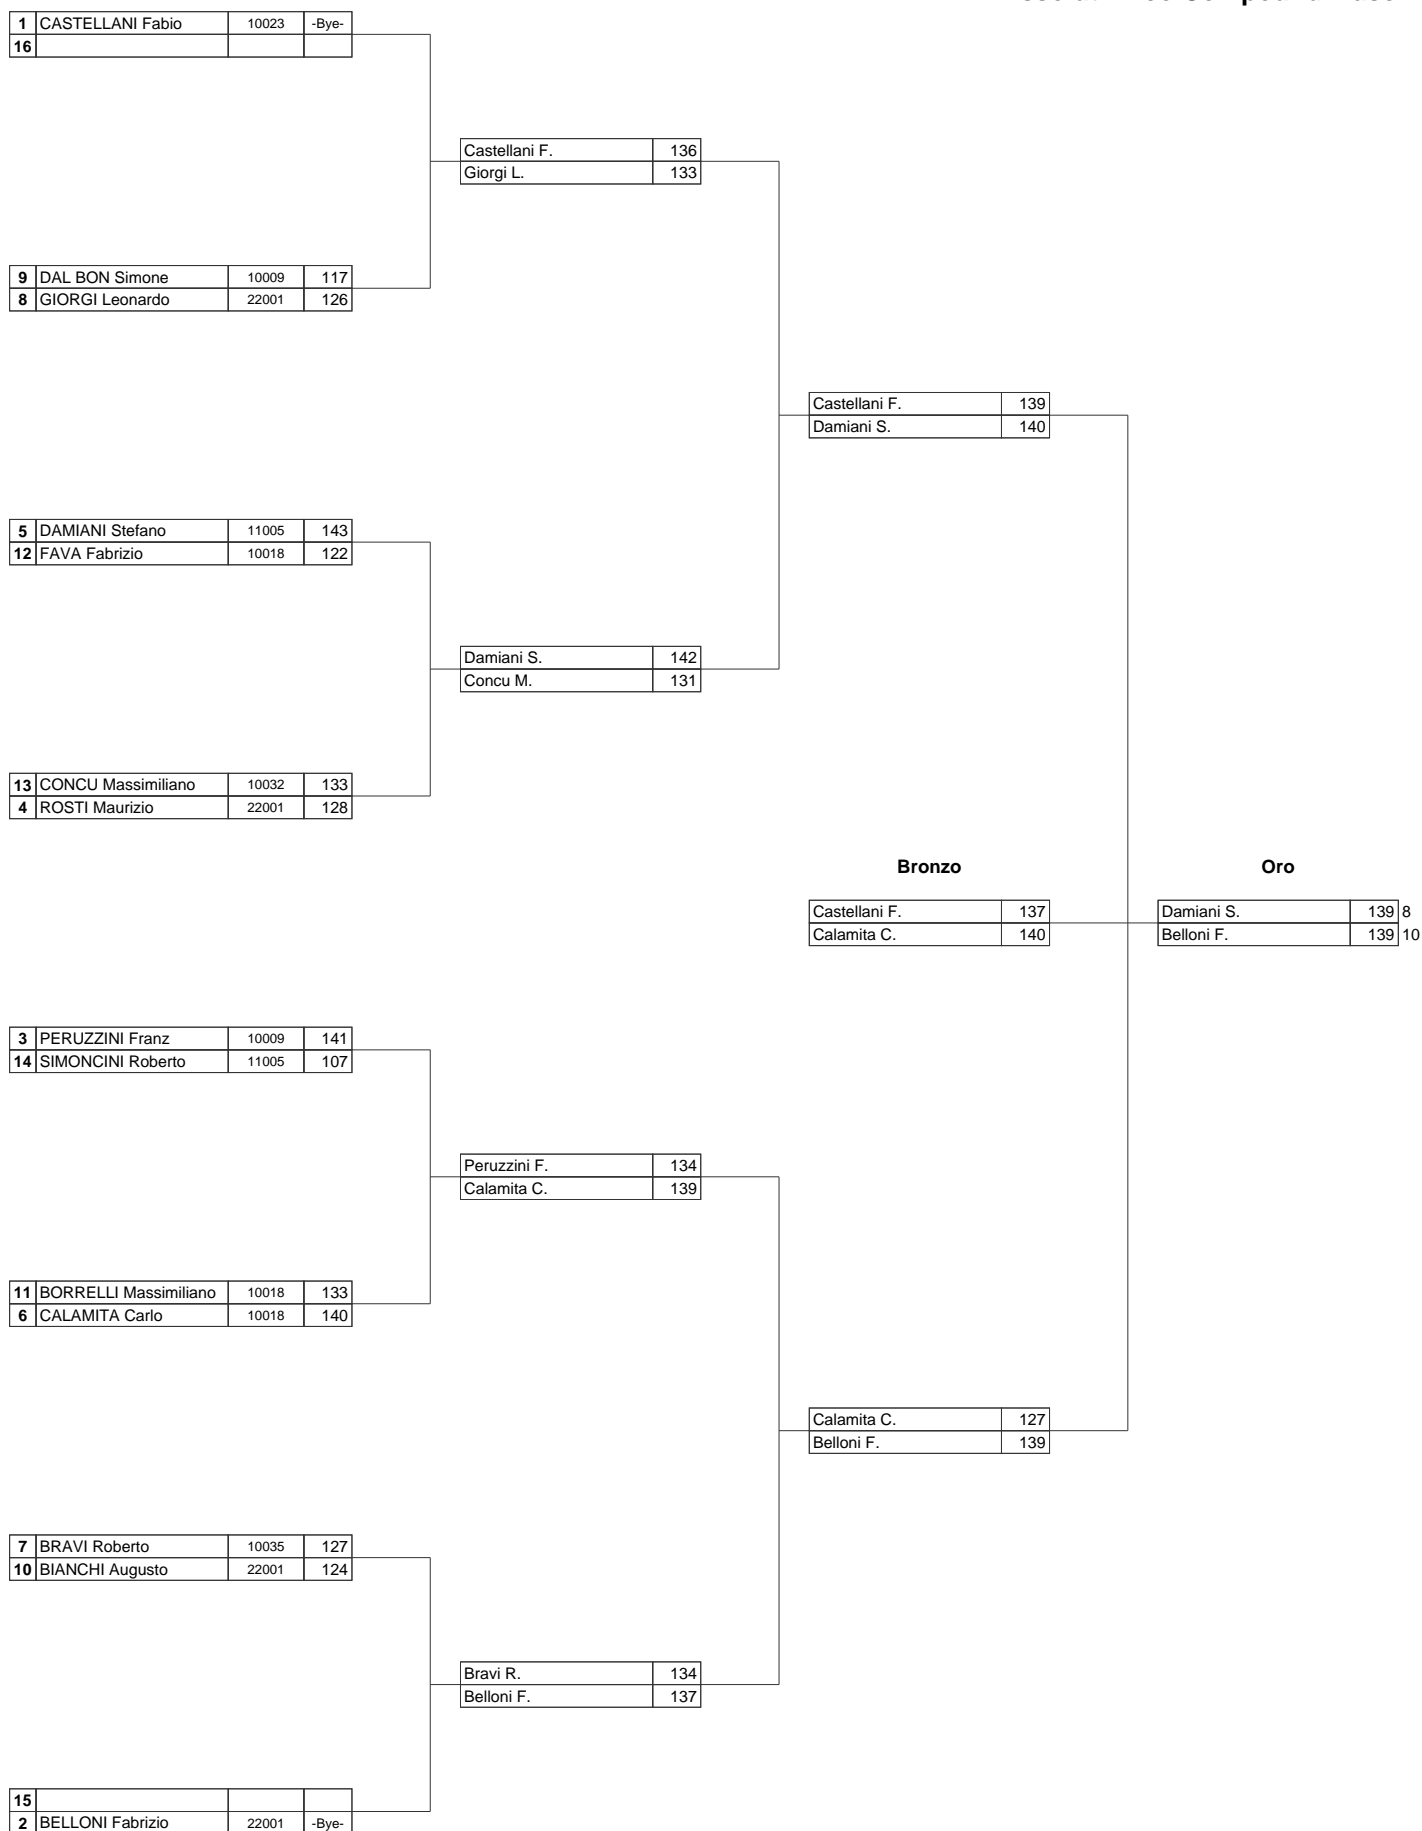 1 CASTELLANI Fabio 10023 -Bye-
16
Castellani F. 136
Giorgi L. 133
9 DAL BON Simone 10009 117
8 GIORGI Leonardo 22001 126
Castellani F. 139
Damiani S. 140
5 DAMIANI Stefano 11005 143
12 FAVA Fabrizio 10018 122
Damiani S. 142
Concu M. 131
13 CONCU Massimiliano 10032 133
4 ROSTI Maurizio 22001 128
Bronzo Oro
Castellani F. 137 Damiani S. 139 8
Calamita C. 140 Belloni F. 139 10
3 PERUZZINI Franz 10009 141
14 SIMONCINI Roberto 11005 107
Peruzzini F. 134
Calamita C. 139
11 BORRELLI Massimiliano 10018 133
6 CALAMITA Carlo 10018 140
Calamita C. 127
Belloni F. 139
7 BRAVI Roberto 10035 127
10 BIANCHI Augusto 22001 124
Bravi R. 134
Belloni F. 137
15
2 BELLONI Fabrizio 22001 -Bye-